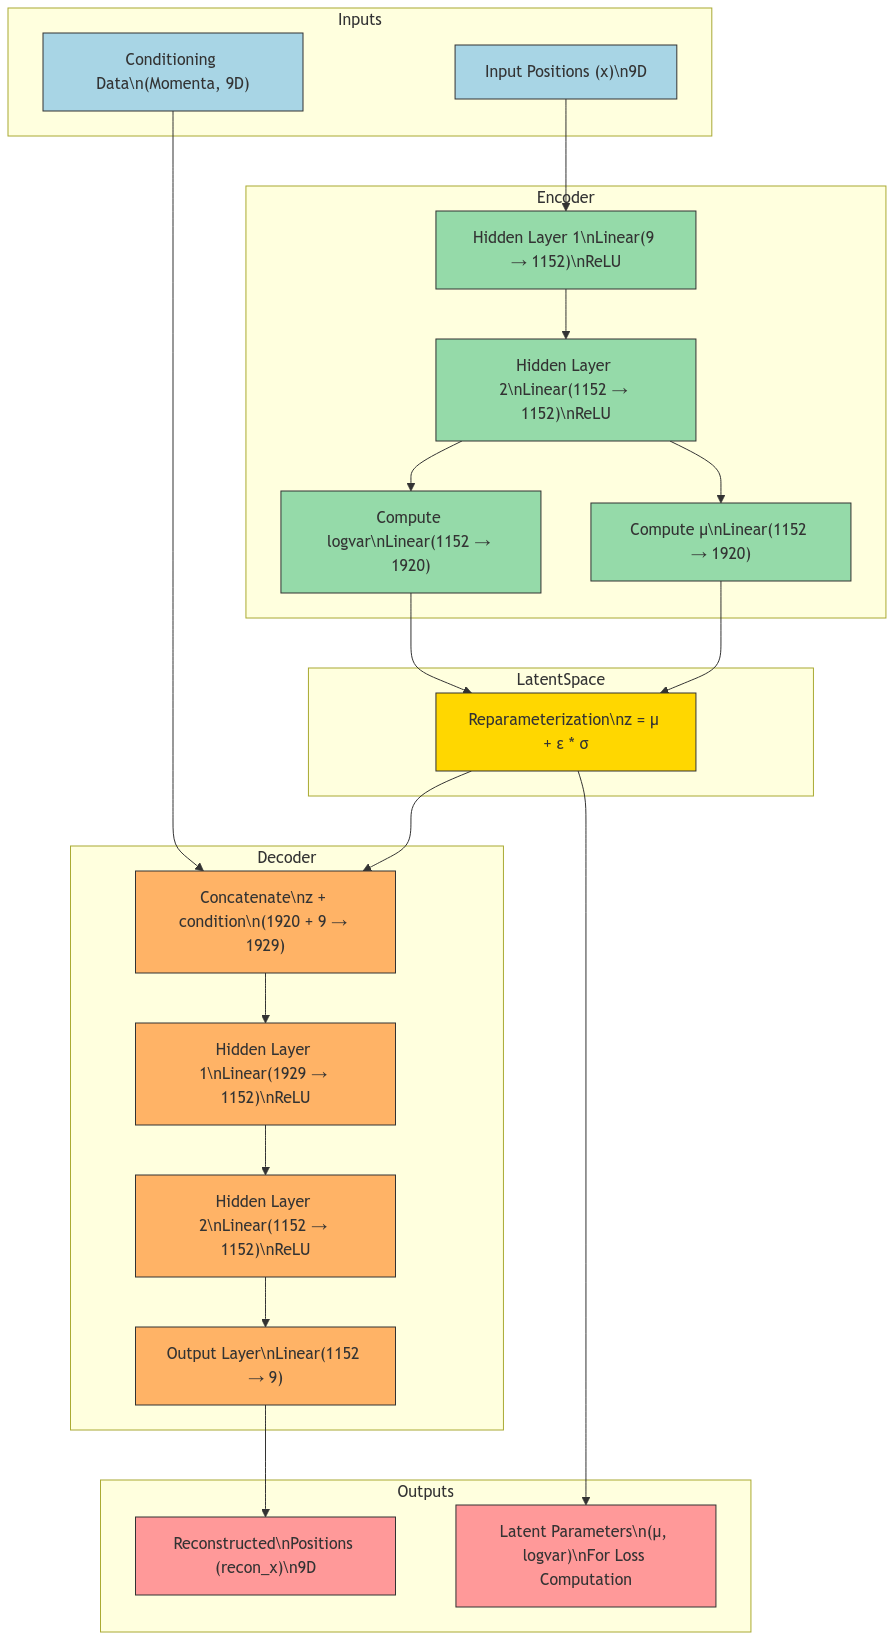 Inputs
Conditioning
Data\n(Momenta, 9D)
Input Positions (x)\n9D
Encoder
Hidden Layer 1\nLinear(9
→ 1152)\nReLU
Hidden Layer
2\nLinear(1152 →
1152)\nReLU
Compute
logvar\nLinear(1152 →
1920)
Compute μ\nLinear(1152
→ 1920)
LatentSpace
Reparameterization\nz = μ
+ ε * σ
Decoder
Concatenate\nz +
condition\n(1920 + 9 →
1929)
Hidden Layer
1\nLinear(1929 →
1152)\nReLU
Hidden Layer
2\nLinear(1152 →
1152)\nReLU
Output Layer\nLinear(1152
→ 9)
Outputs
Reconstructed\nPositions
(recon_x)\n9D
Latent Parameters\n(μ,
logvar)\nFor Loss
Computation